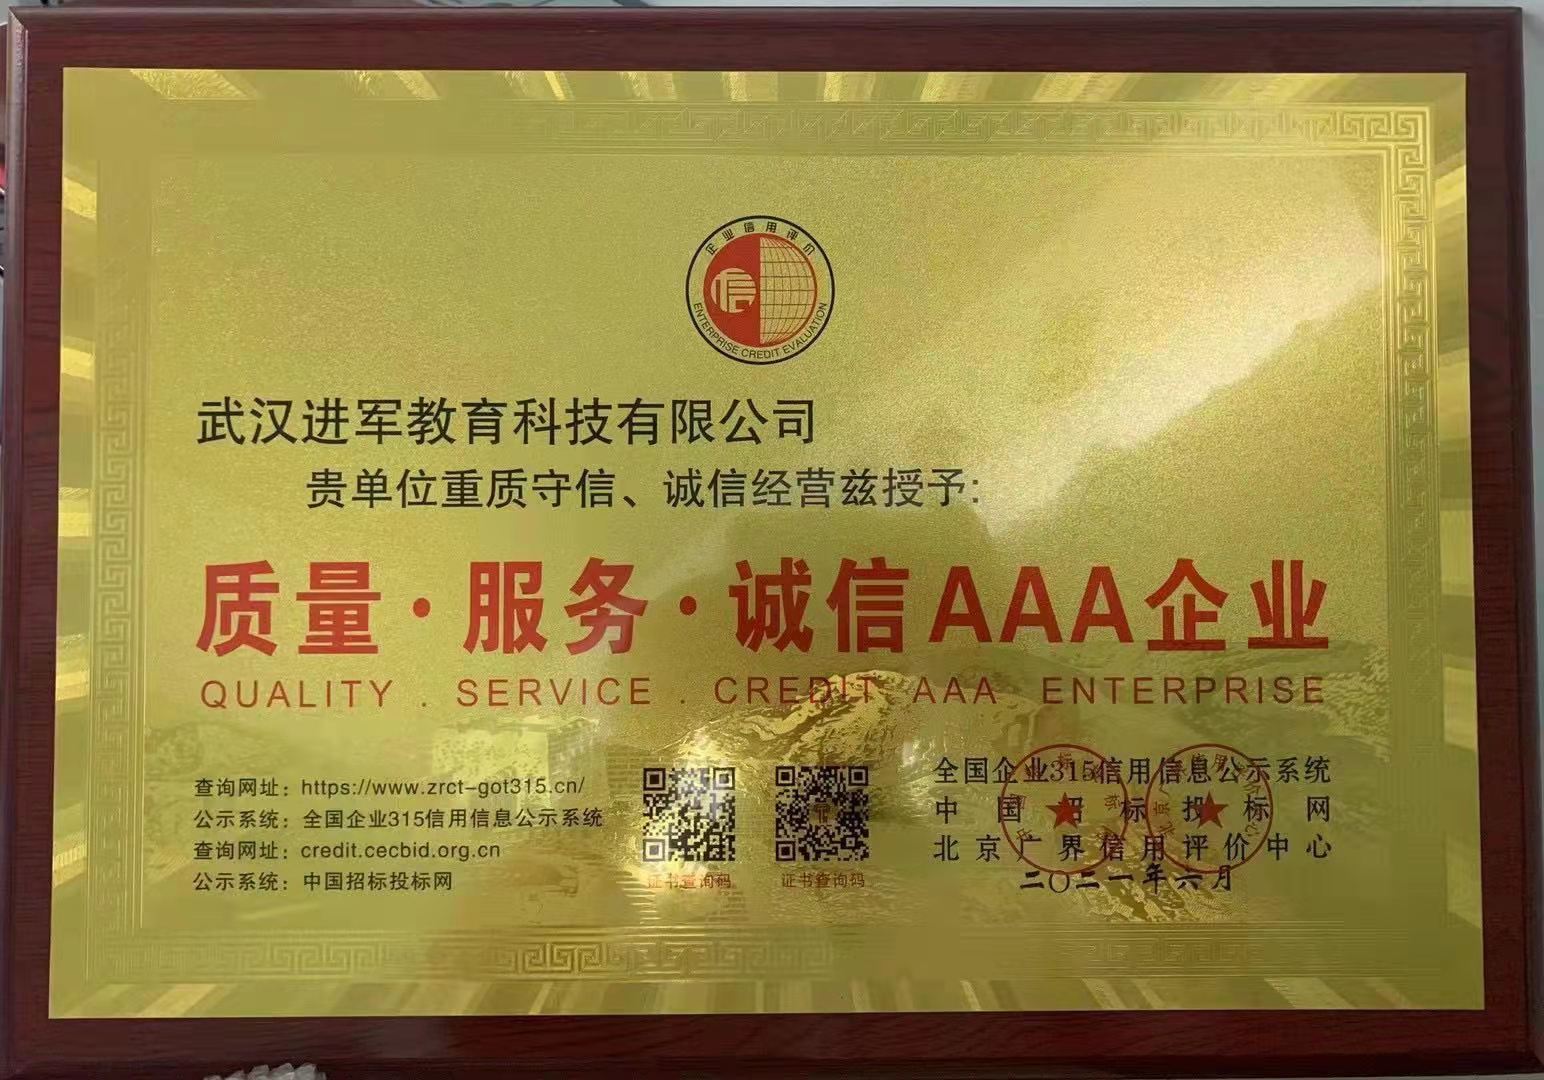 企业信用评价
ENTERPRISE CREDIT EVALUATION
武汉进军教育科技有限公司
贵单位重质守信、诚信经营兹授予:
质量·服务·诚信AAA企业
QUALITY . SERVICE . CREDIT AAA ENTERPRISE
查询网址：https://www.zrct-got315.cn/
公示系统：全国企业315信用信息公示系统
查询网址：credit.cecbid.org.cn
公示系统：中国招标投标网
证书查询码
证书查询码
全国企业315信用信息公示系统
中国招标投标网
北京广界信用评价中心
二〇二一年六月